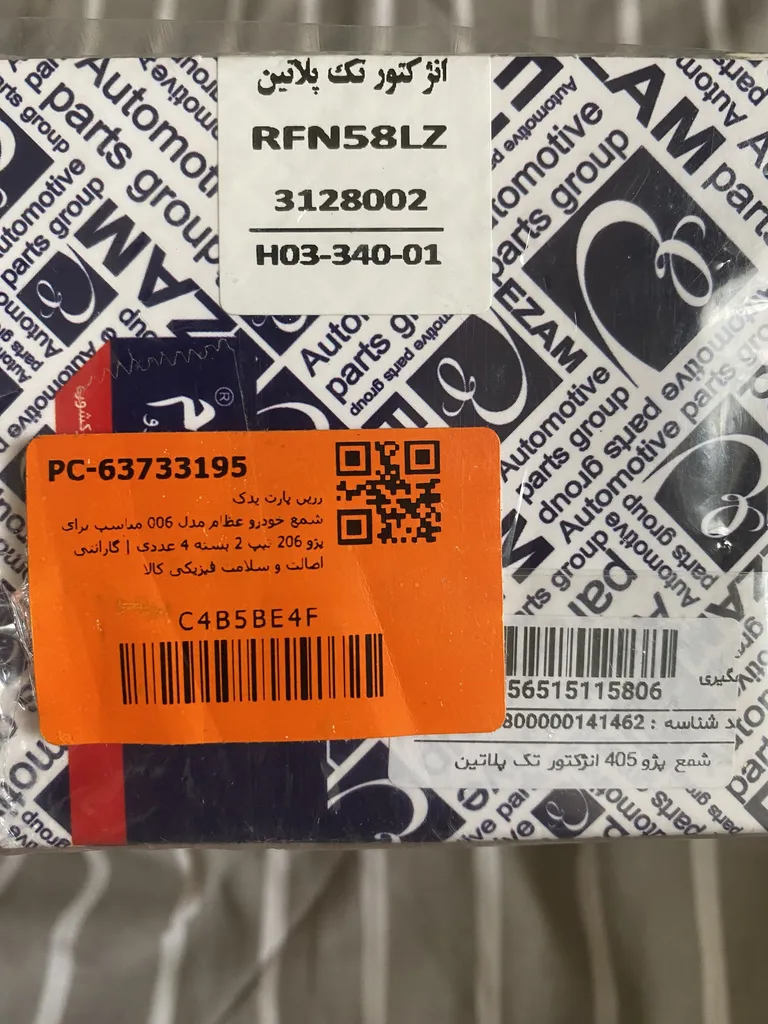 انژکتور تک پلاتین
RFN58LZ
3128002
H03-340-01
EZAM
Automotive
parts group
®
PC-63733195
زرین پارت یدک
شمع خودرو عظام مدل 006 مناسب برای
پژو 206 تیپ 2 بسته 4 عددی | گارانتی
اصالت و سلامت فیزیکی کالا
C4B5BE4F
56515115806
شناسه : 800000141462
شمع پژو 405 انژکتور تک پلاتین